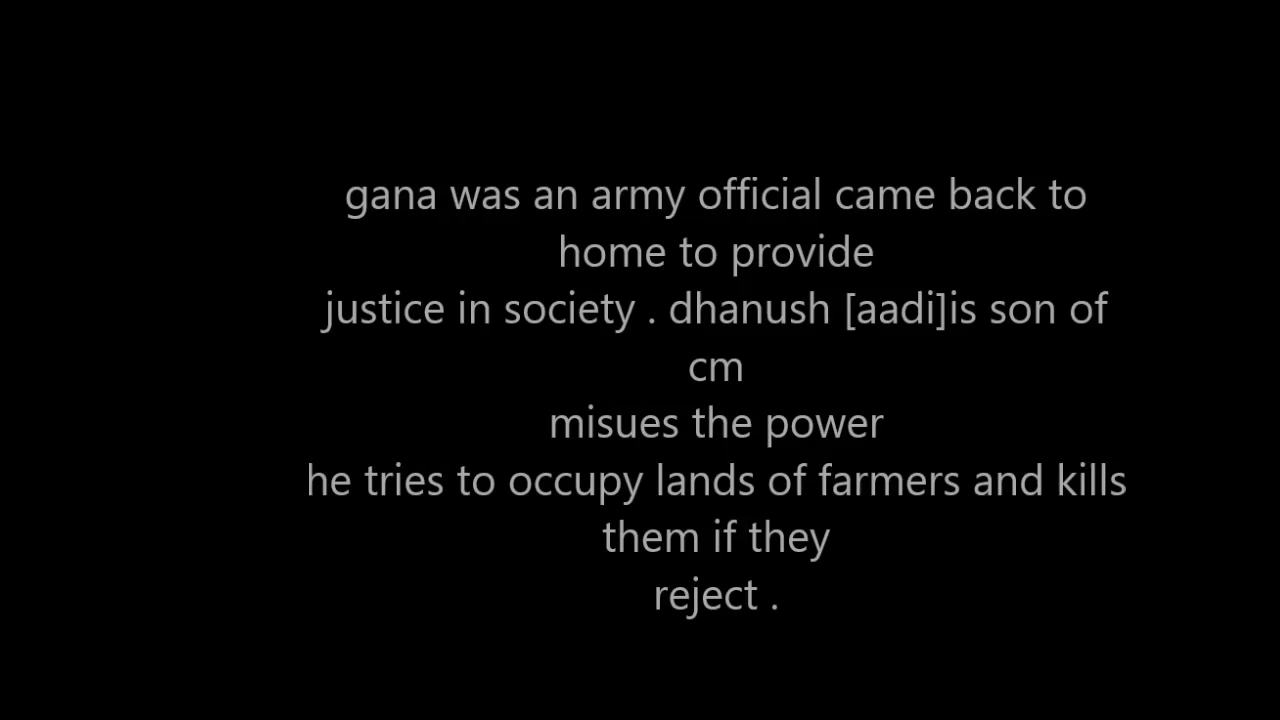 gana was an army official came back to
home to provide
justice in society . dhanush [aadi]is son of
cm
misues the power
he tries to occupy lands of farmers and kills
them if they
reject .